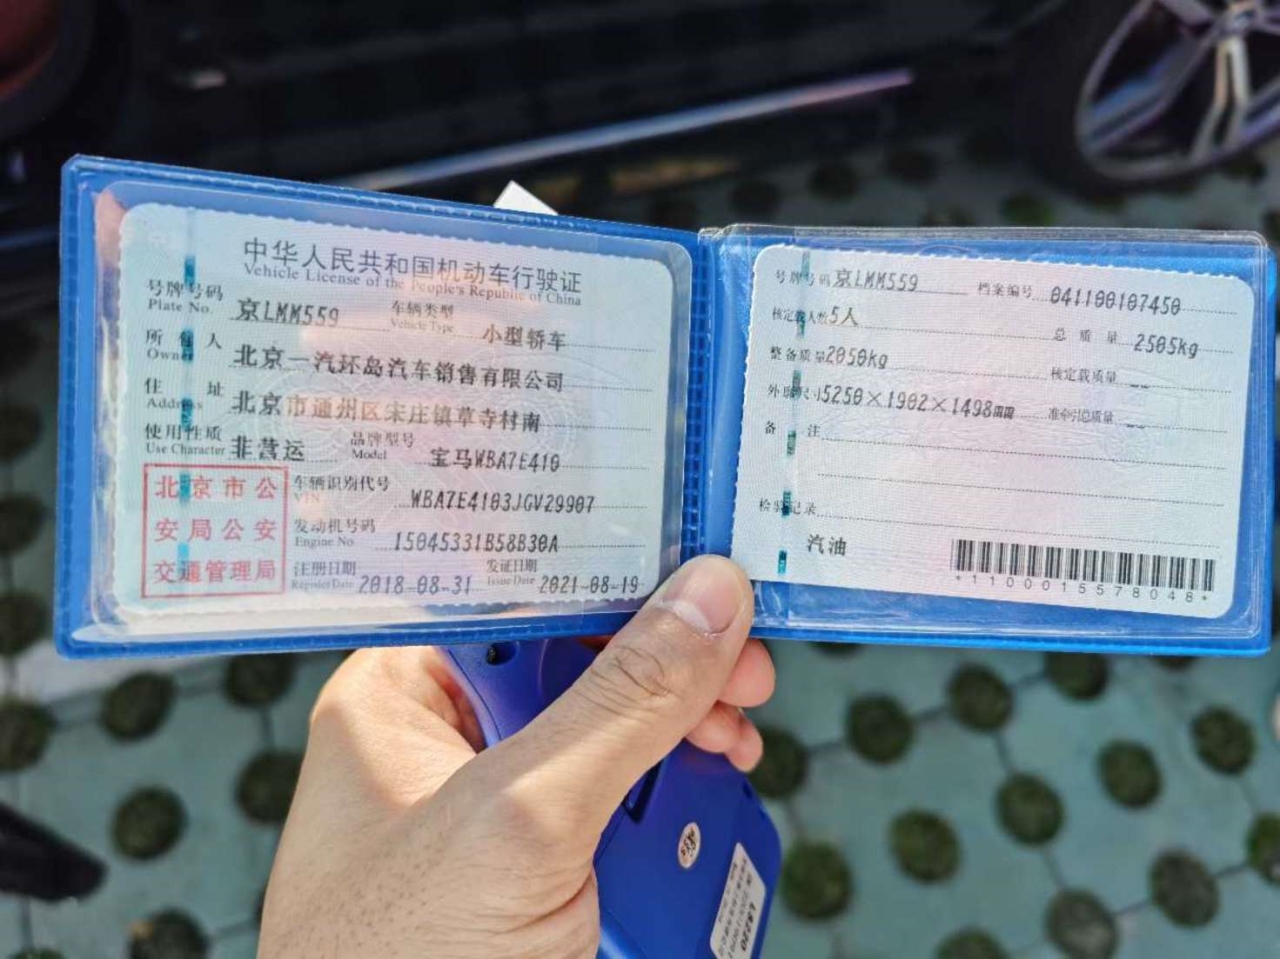 中华人民共和国机动车行驶证
Vehicle License of the People's Republic of China
号牌号码 京LMM559 车辆类型 小型轿车
Plate No. Vehicle Type
所有人 北京一汽环岛汽车销售有限公司
Owner
住址 北京市通州区宋庄镇草寺村南
Address
使用性质 非营运 品牌型号 宝马WBA7E410
Use Character Model
北京市公
安局公安
交通管理局
车辆识别代号 WBA7E4103JGV29907
VIN
发动机号码 15045331B58B30A
Engine No.
注册日期 2018-08-31 发证日期 2021-08-19
Register Date Issue Date
号牌号码 京LMM559 档案编号 041100107450
核定载人数 5人 总质量 2505kg
整备质量 2050kg 核定载质量 --
外廓尺寸 5250×1902×1498mm 准牵引总质量 --
备注
检验记录
汽油
*1100015578048*